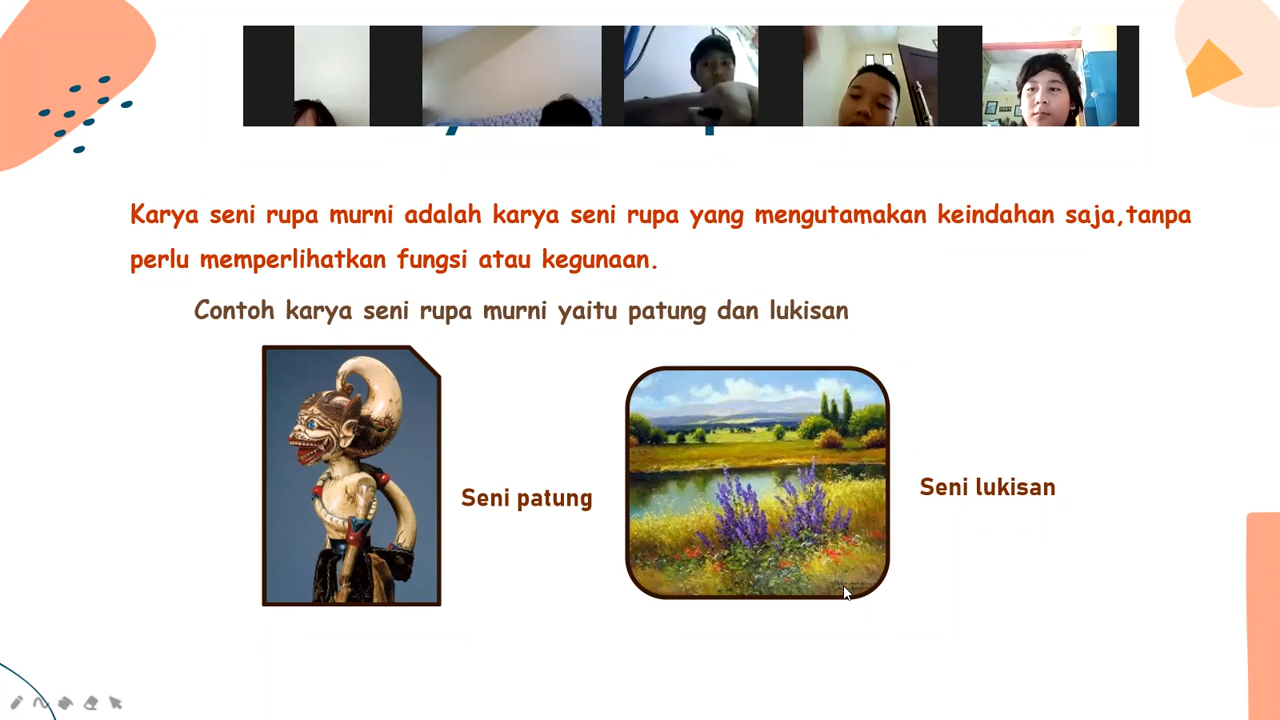 Karya seni rupa murni adalah karya seni rupa yang mengutamakan keindahan saja,tanpa
perlu memperlihatkan fungsi atau kegunaan.
Contoh karya seni rupa murni yaitu patung dan lukisan
Seni patung
Seni lukisan